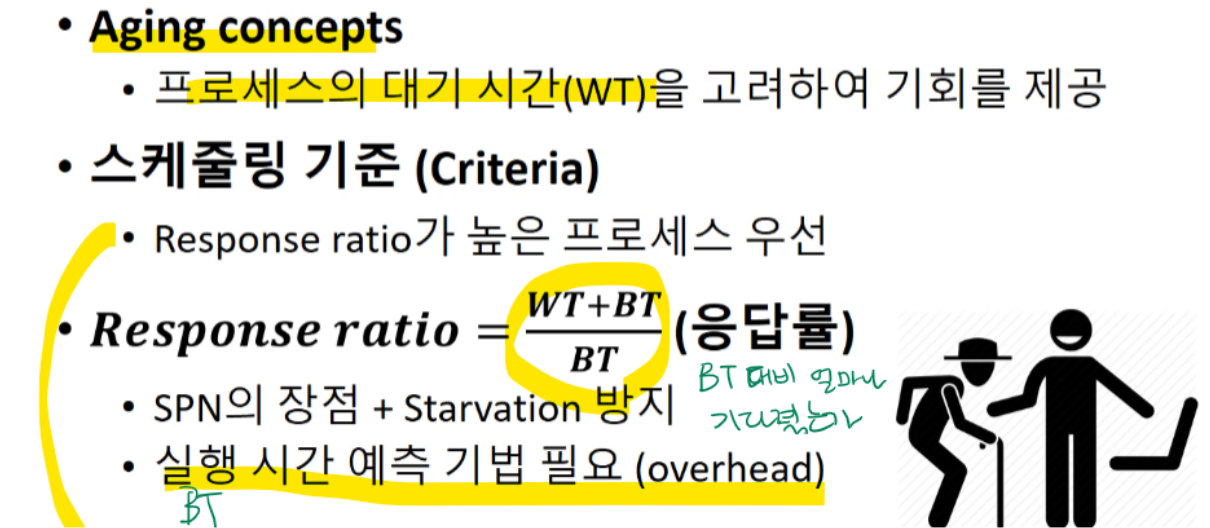 • Aging concepts
• 프로세스의 대기 시간(WT)을 고려하여 기회를 제공
• 스케줄링 기준 (Criteria)
• Response ratio가 높은 프로세스 우선
• Response ratio = WT+BT / BT (응답률)
BT 대비 얼마나
기다렸는가
• SPN의 장점 + Starvation 방지
• 실행 시간 예측 기법 필요 (overhead)
BT